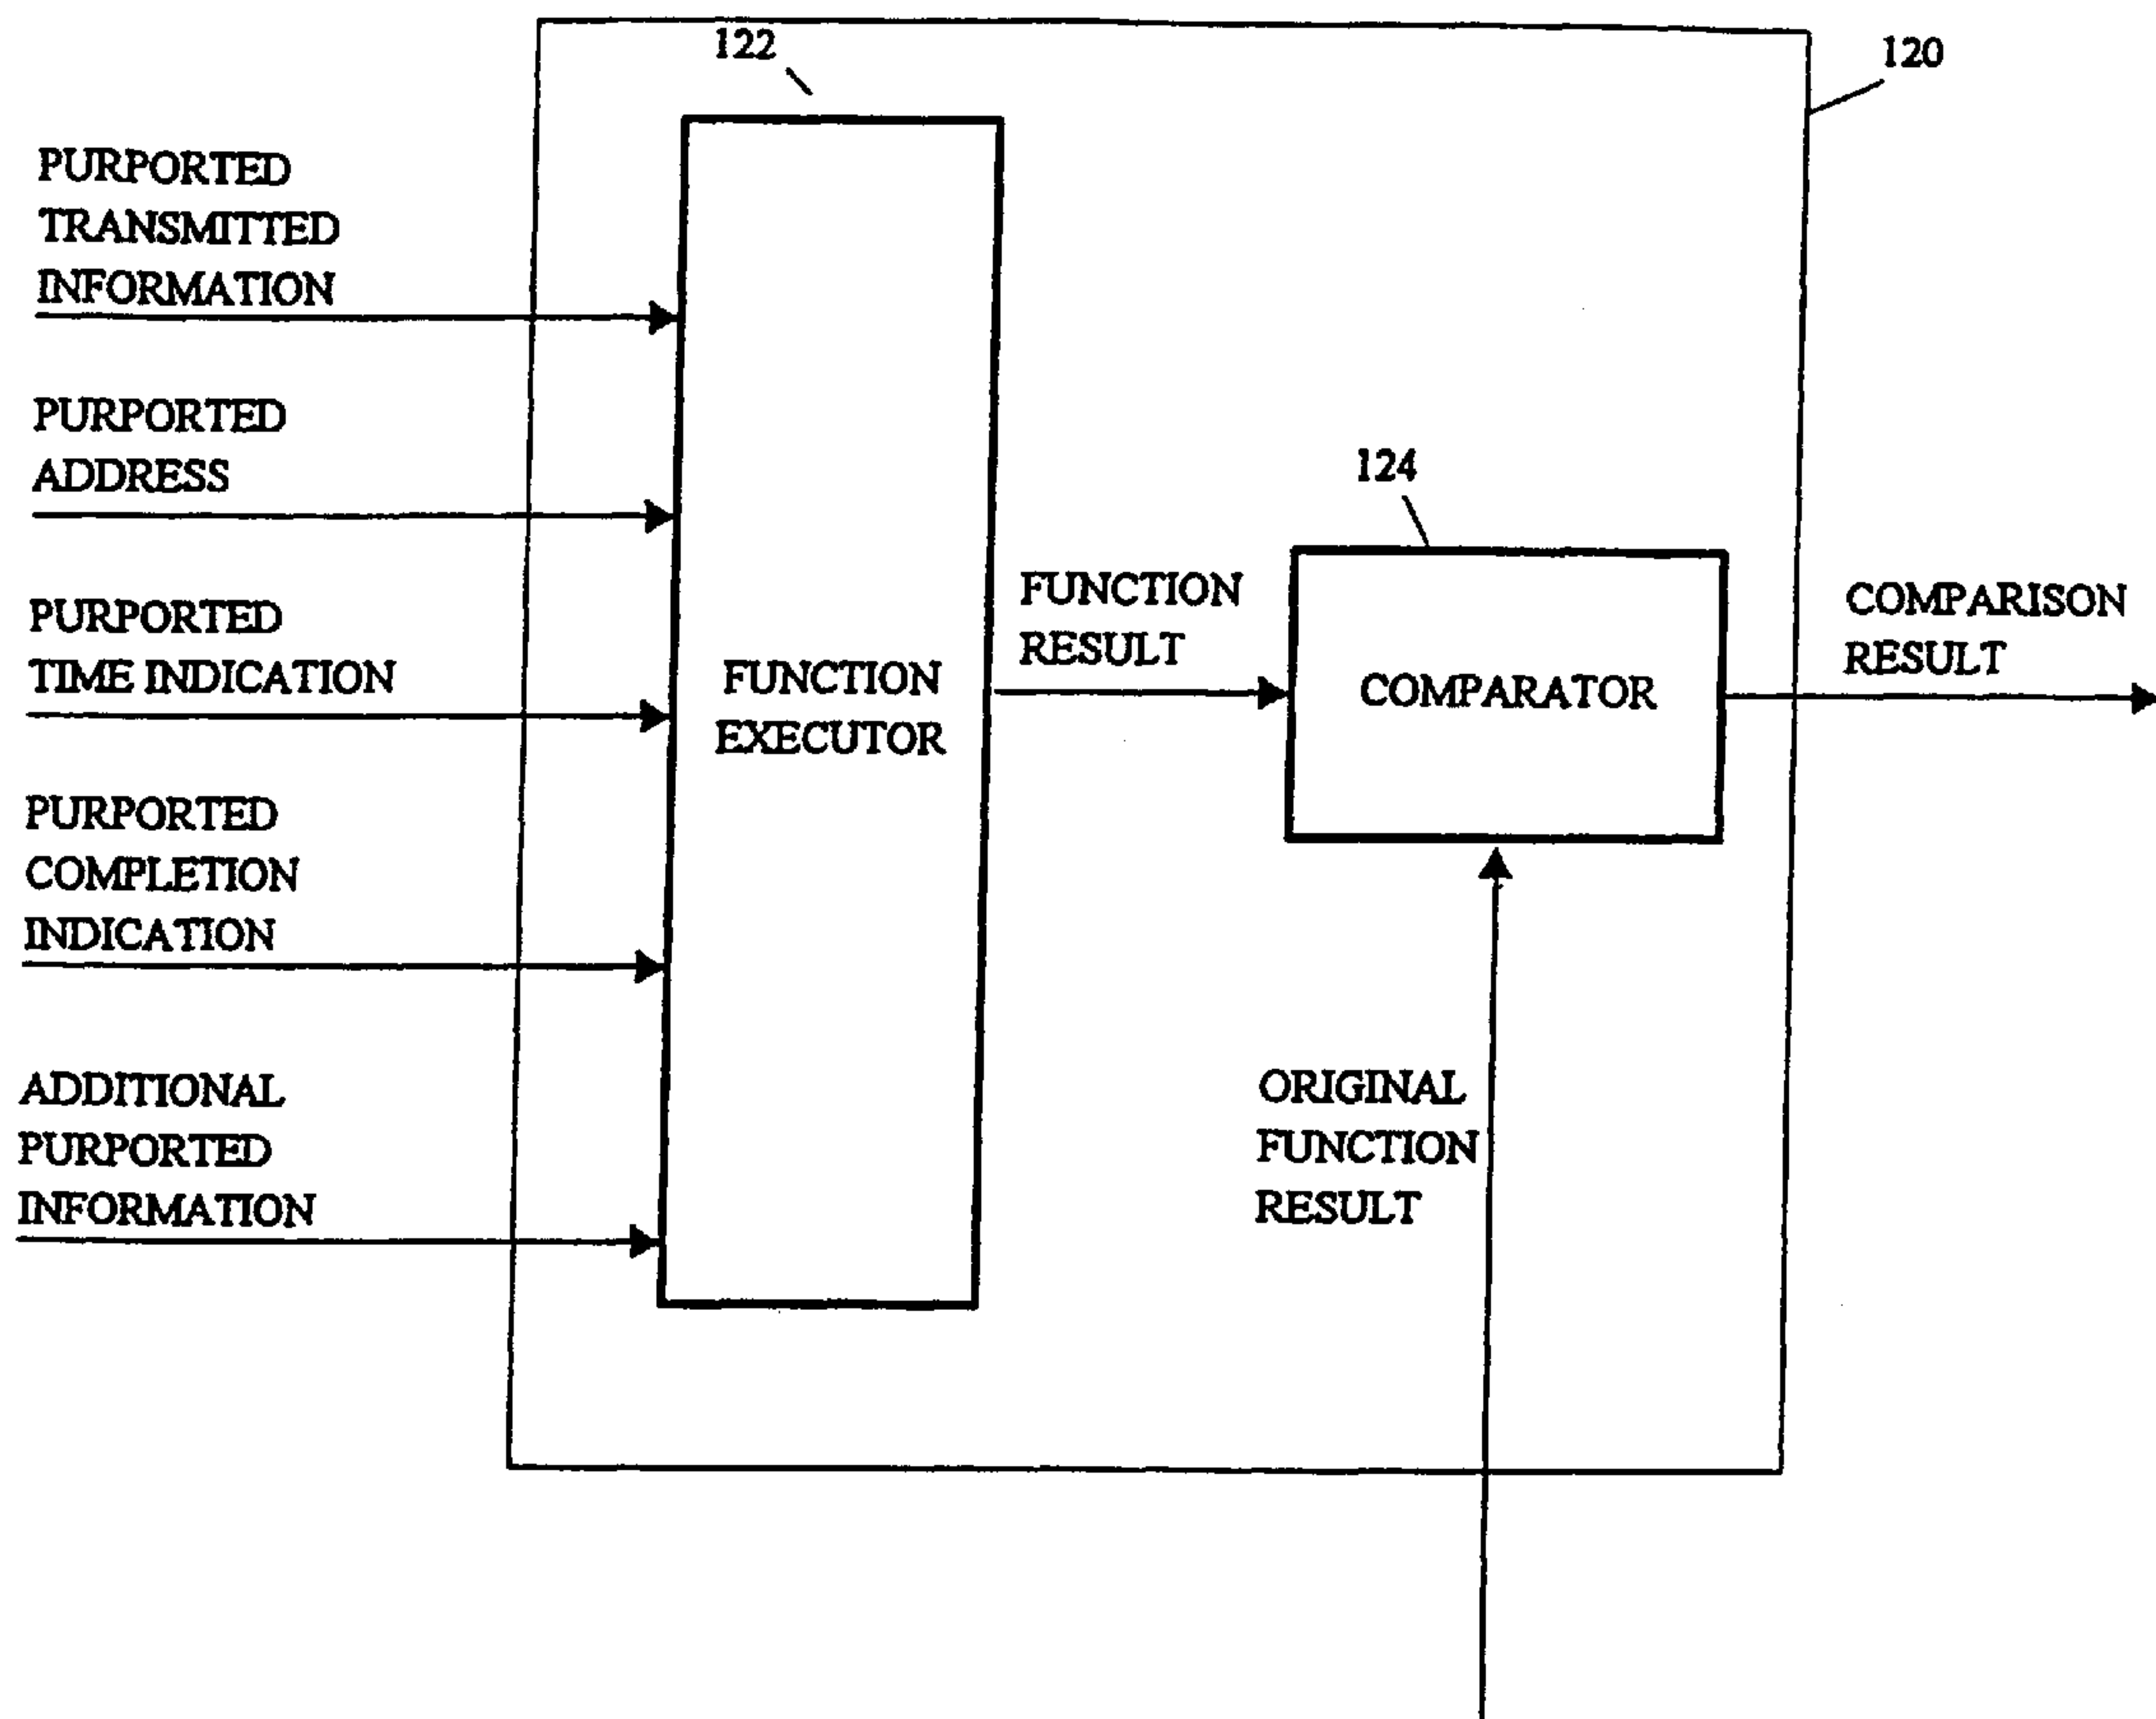 122
120
PURPORTED
TRANSMITTED
INFORMATION
PURPORTED
ADDRESS
PURPORTED
TIME INDICATION
PURPORTED
COMPLETION
INDICATION
ADDITIONAL
PURPORTED
INFORMATION
FUNCTION
EXECUTOR
FUNCTION
RESULT
124
COMPARATOR
COMPARISON
RESULT
ORIGINAL
FUNCTION
RESULT